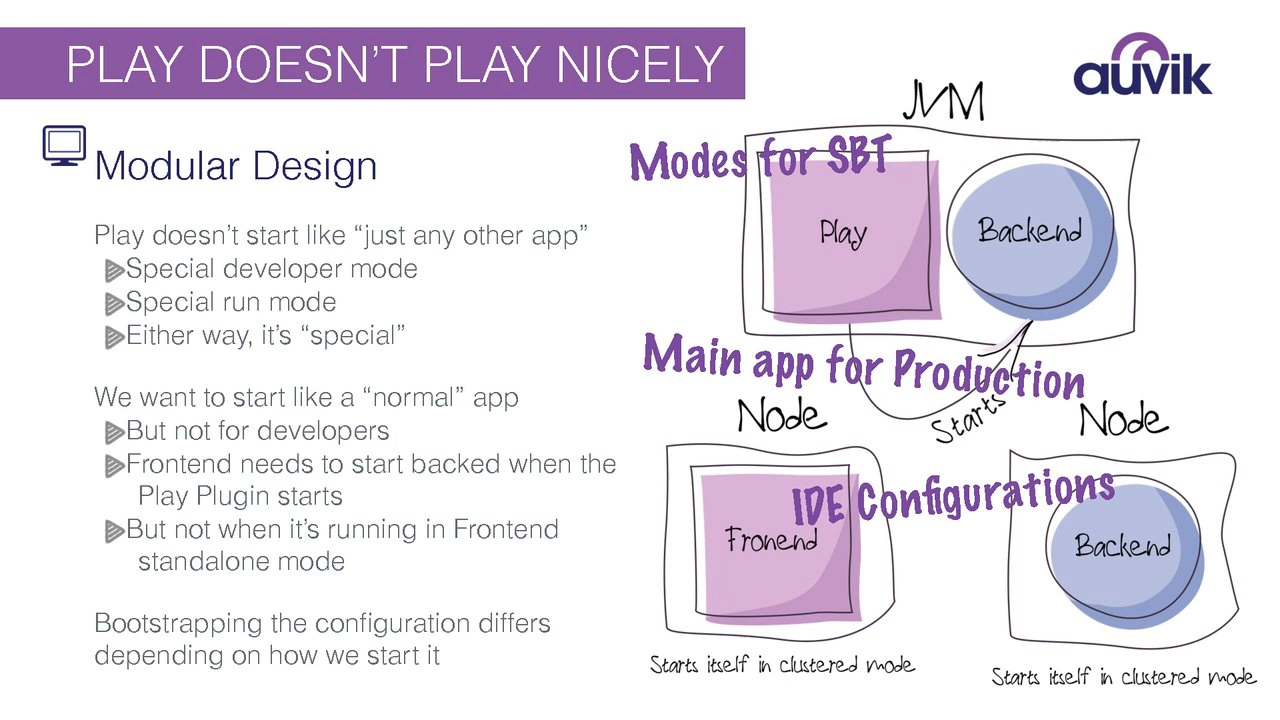 PLAY DOESN'T PLAY NICELY
auvik
Modular Design
Play doesn't start like “just any other app”
Special developer mode
Special run mode
Either way, it's “special”
We want to start like a “normal” app
But not for developers
Frontend needs to start backed when the
Play Plugin starts
But not when it's running in Frontend
standalone mode
Bootstrapping the configuration differs
depending on how we start it
JVM
Modes for SBT
Play
Backend
Main app for Production
Starts
Node
Node
IDE Configurations
Fronend
Backend
Starts itself in clustered mode
Starts itself in clustered mode